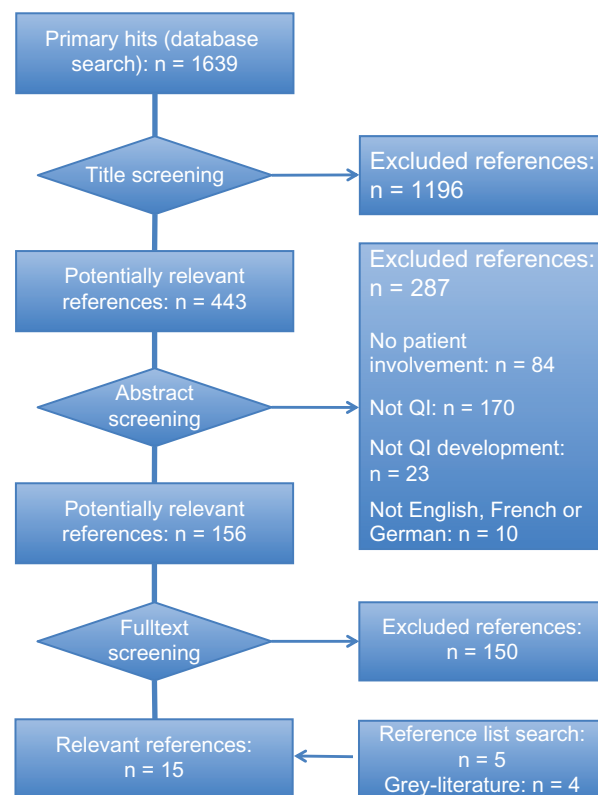 Primary hits (database
search): n = 1639
Title screening
Excluded references:
n = 1196
Potentially relevant
references: n = 443
Excluded references:
n = 287
No patient
involvement: n = 84
Not QI: n = 170
Not QI development:
n = 23
Not English, French or
German: n = 10
Abstract
screening
Potentially relevant
references: n = 156
Fulltext
screening
Excluded references:
n = 150
Relevant references:
n = 15
Reference list search:
n = 5
Grey-literature: n = 4